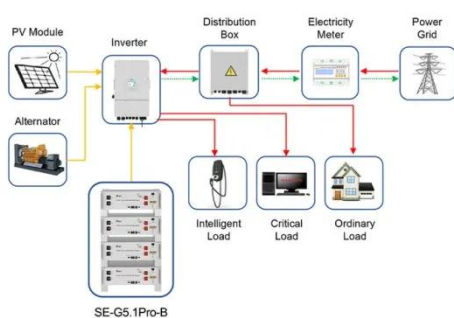 PV Module
Inverter
Distribution
Box
Electricity
Meter
Power
Grid
Alternator
Intelligent
Load
Critical
Load
Ordinary
Load
SE-G5.1Pro-B